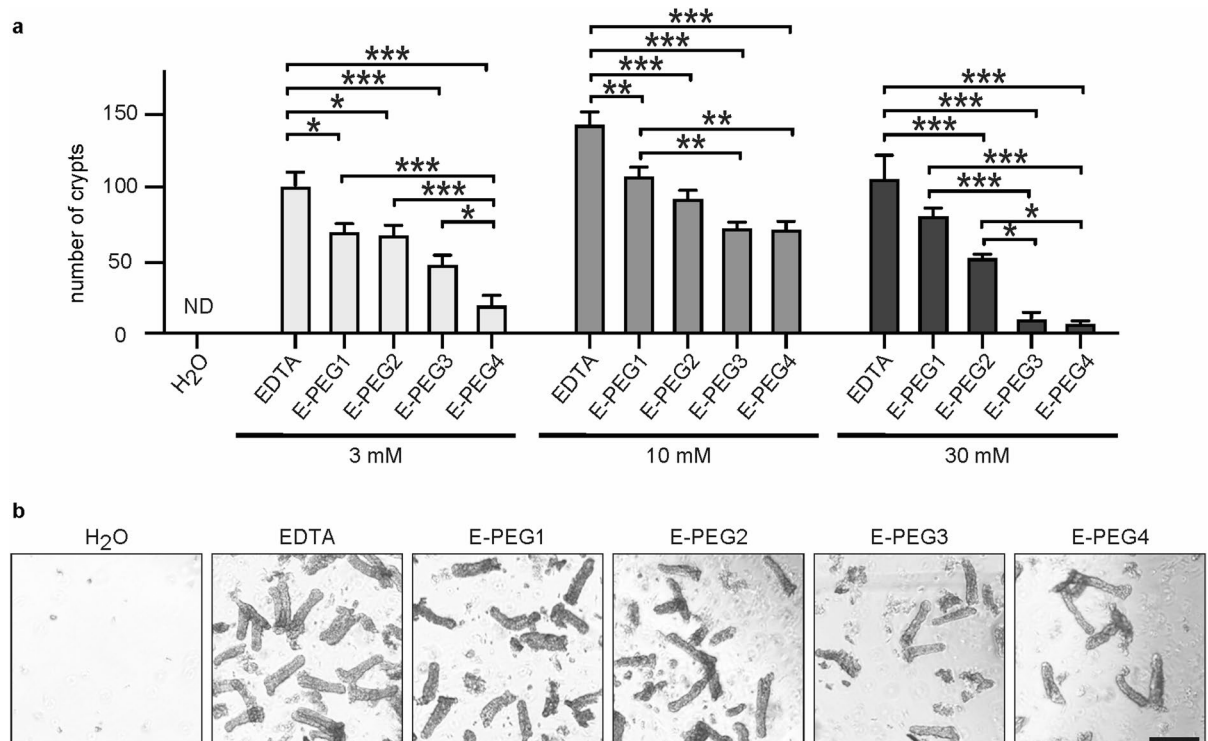 a
***
***
***
***
***
*
*
***
**
***
***
***
**
**
***
***
***
*
***
***
*
*
number of crypts
150
100
50
0
ND
H₂O
EDTA
E-PEG1
E-PEG2
E-PEG3
E-PEG4
EDTA
E-PEG1
E-PEG2
E-PEG3
E-PEG4
EDTA
E-PEG1
E-PEG2
E-PEG3
E-PEG4
3 mM 10 mM 30 mM
b
H₂O EDTA E-PEG1 E-PEG2 E-PEG3 E-PEG4